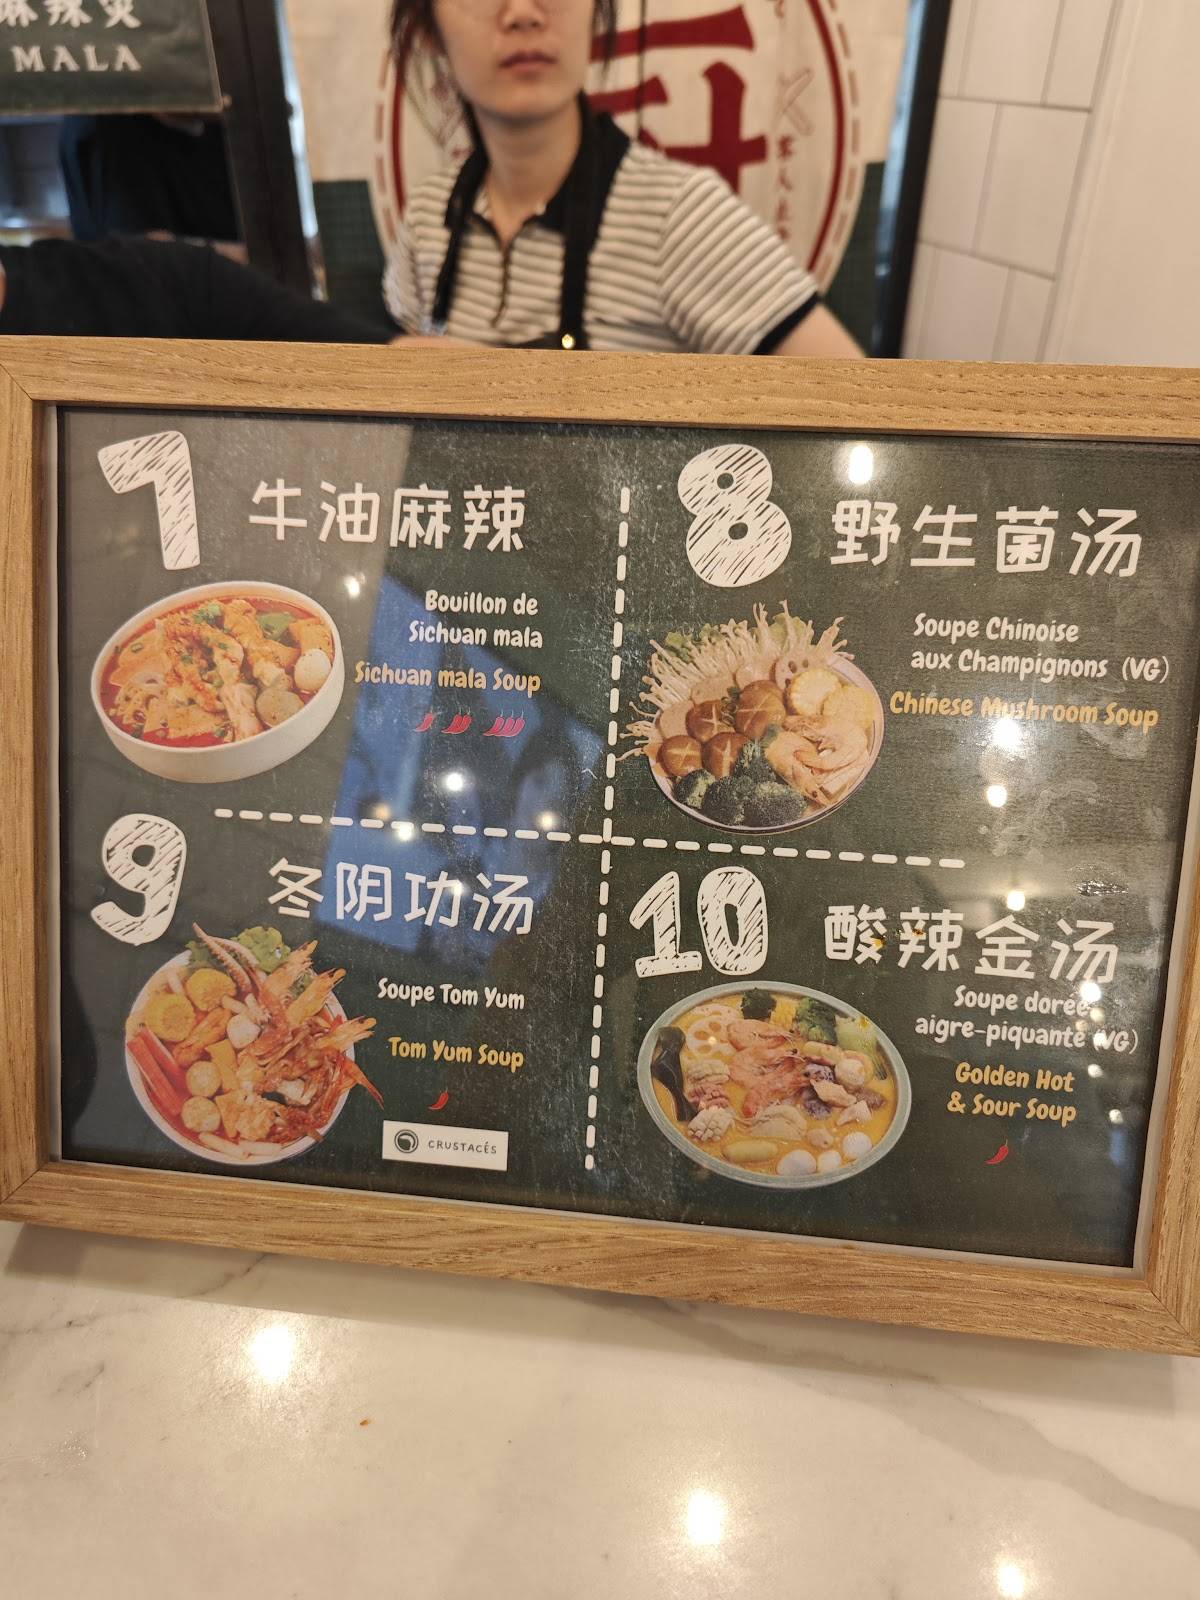 麻辣烫
MALA
7
牛油麻辣
Bouillon de
Sichuan mala
Sichuan mala Soup
8
野生菌汤
Soupe Chinoise
aux Champignons (VG)
Chinese Mushroom Soup
9
冬阴功汤
Soupe Tom Yum
Tom Yum Soup
CRUSTACÉS
10
酸辣金汤
Soupe dorée
aigre-piquante (VG)
Golden Hot
& Sour Soup